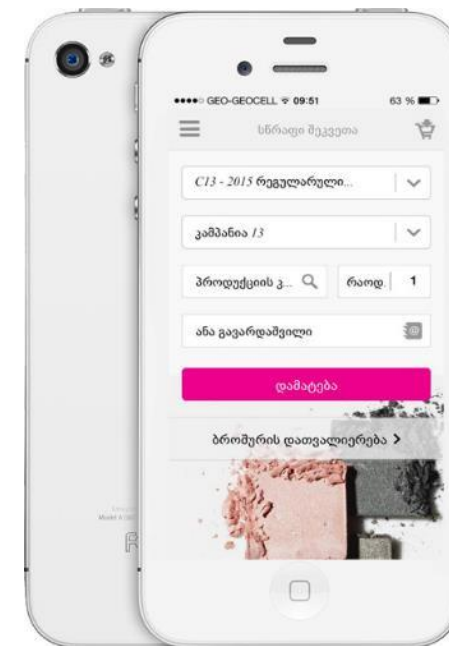 GEO-GEOCELL 09:51 63 %
სწრაფი შეკვეთა
C13 - 2015 რეგულარული...
კამპანია 13
პროდუქციის კ... რაოდ. 1
ანა გავარდაშვილი
დამატება
ბროშურის დათვალიერება >